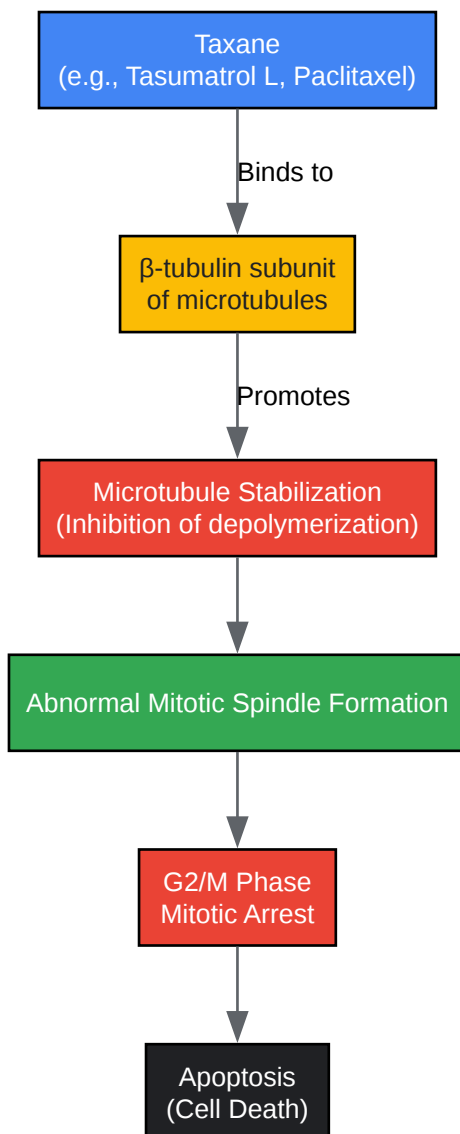 Taxane
(e.g., Tasumatrol L, Paclitaxel)
Binds to
β-tubulin subunit
of microtubules
Promotes
Microtubule Stabilization
(Inhibition of depolymerization)
Abnormal Mitotic Spindle Formation
G2/M Phase
Mitotic Arrest
Apoptosis
(Cell Death)